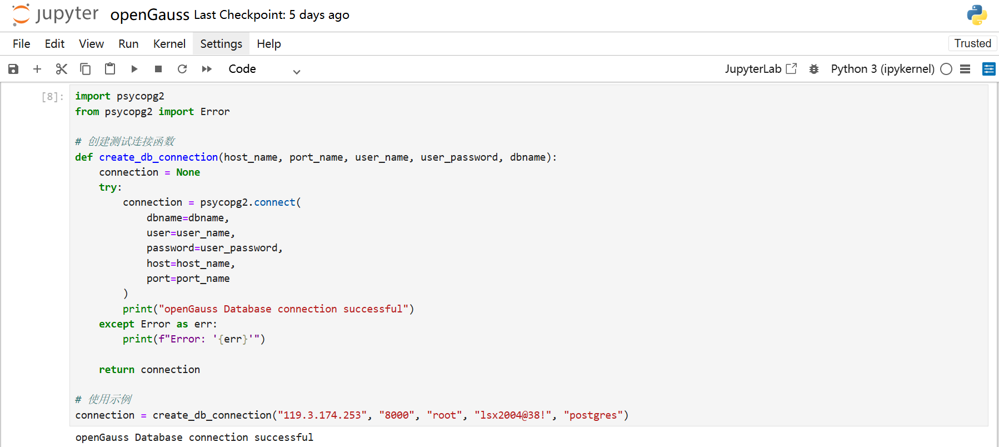 jupyter openGauss Last Checkpoint: 5 days ago
File Edit View Run Kernel Settings Help Trusted
Code JupyterLab Python 3 (ipykernel)
[8]: import psycopg2
from psycopg2 import Error
# 创建测试连接函数
def create_db_connection(host_name, port_name, user_name, user_password, dbname):
    connection = None
    try:
        connection = psycopg2.connect(
            dbname=dbname,
            user=user_name,
            password=user_password,
            host=host_name,
            port=port_name
        )
        print("openGauss Database connection successful")
    except Error as err:
        print(f"Error: '{err}'")
    return connection
# 使用示例
connection = create_db_connection("119.3.174.253", "8000", "root", "lsx2004@38!", "postgres")
openGauss Database connection successful